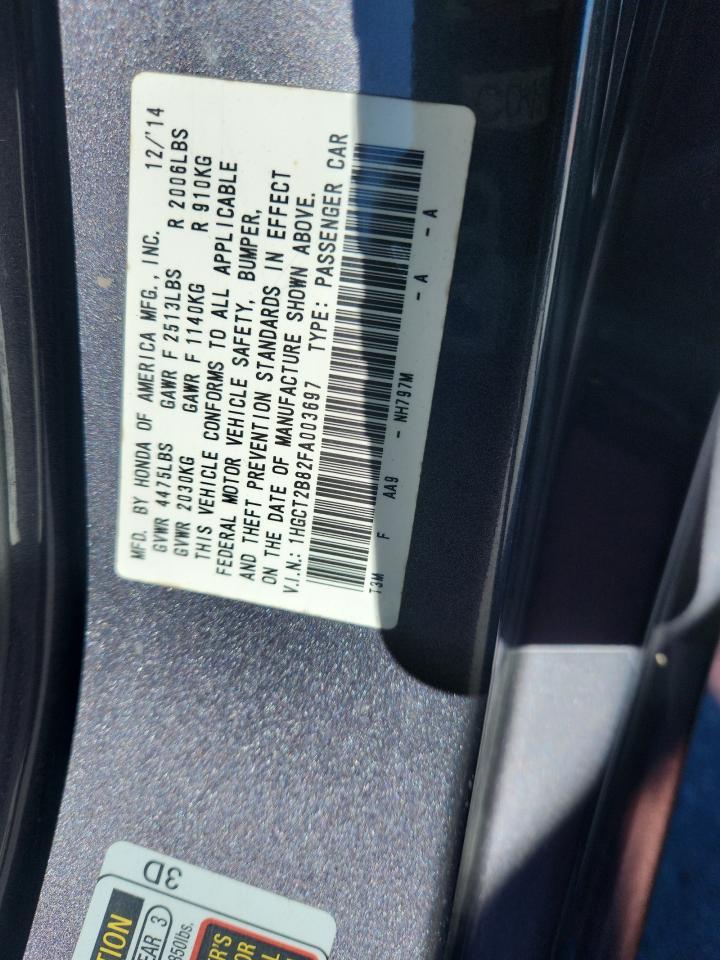 MFD. BY HONDA OF AMERICA MFG., INC. 12/'14
GVWR 4475LBS GAWR F 2513LBS R 2006LBS
GVWR 2030KG GAWR F 1140KG R 910KG
THIS VEHICLE CONFORMS TO ALL APPLICABLE
FEDERAL MOTOR VEHICLE SAFETY, BUMPER,
AND THEFT PREVENTION STANDARDS IN EFFECT
ON THE DATE OF MANUFACTURE SHOWN ABOVE.
V.I.N.: 1HGCT2B82FA003697 TYPE: PASSENGER CAR
T3M F AA9 - NH797M - A - A
3D
850lbs.